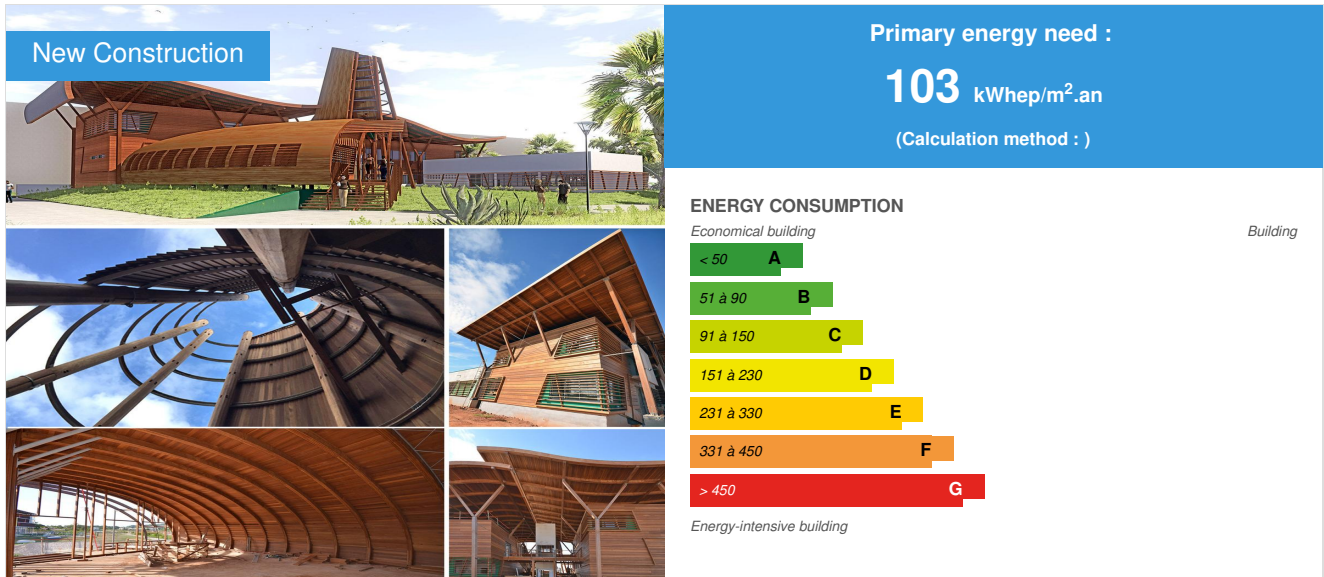 New Construction
Primary energy need :
103 kWhep/m².an
(Calculation method : )
ENERGY CONSUMPTION
Economical building
Building
< 50 A
51 à 90 B
91 à 150 C
151 à 230 D
231 à 330 E
331 à 450 F
> 450 G
Energy-intensive building